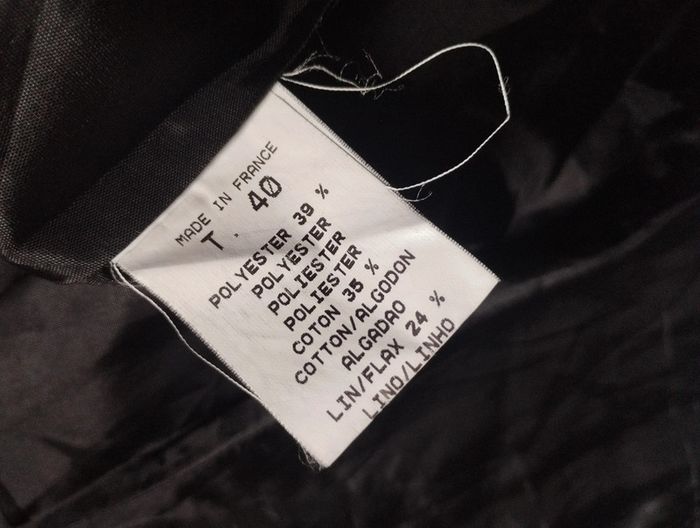 MADE IN FRANCE
T. 40
POLYESTER 39 %
POLYESTER
POLIESTER
POLIESTER
COTON 35 %
COTTON/ALGODON
ALGADAO
LIN/FLAX 24 %
LINO/LINHO